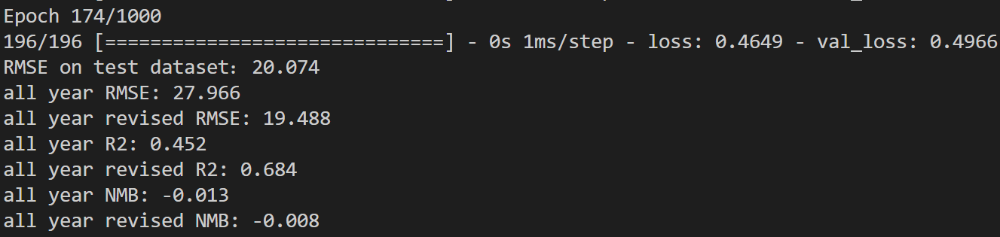 Epoch 174/1000
196/196 [==============================] - 0s 1ms/step - loss: 0.4649 - val_loss: 0.4966
RMSE on test dataset：20.074
all year RMSE: 27.966
all year revised RMSE: 19.488
all year R2: 0.452
all year revised R2: 0.684
all year NMB: -0.013
all year revised NMB: -0.008